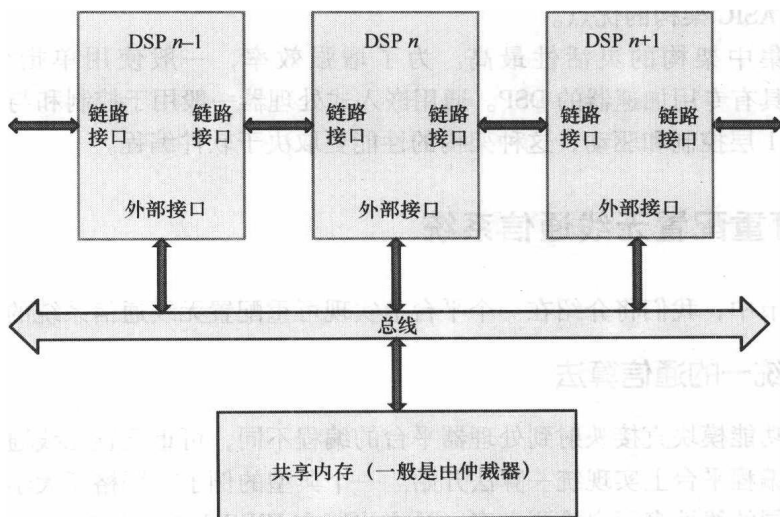 DSP n–1
DSP n
DSP n+1
链路
接口
链路
接口
链路
接口
链路
接口
链路
接口
链路
接口
外部接口
外部接口
外部接口
总线
共享内存（一般是由仲裁器）